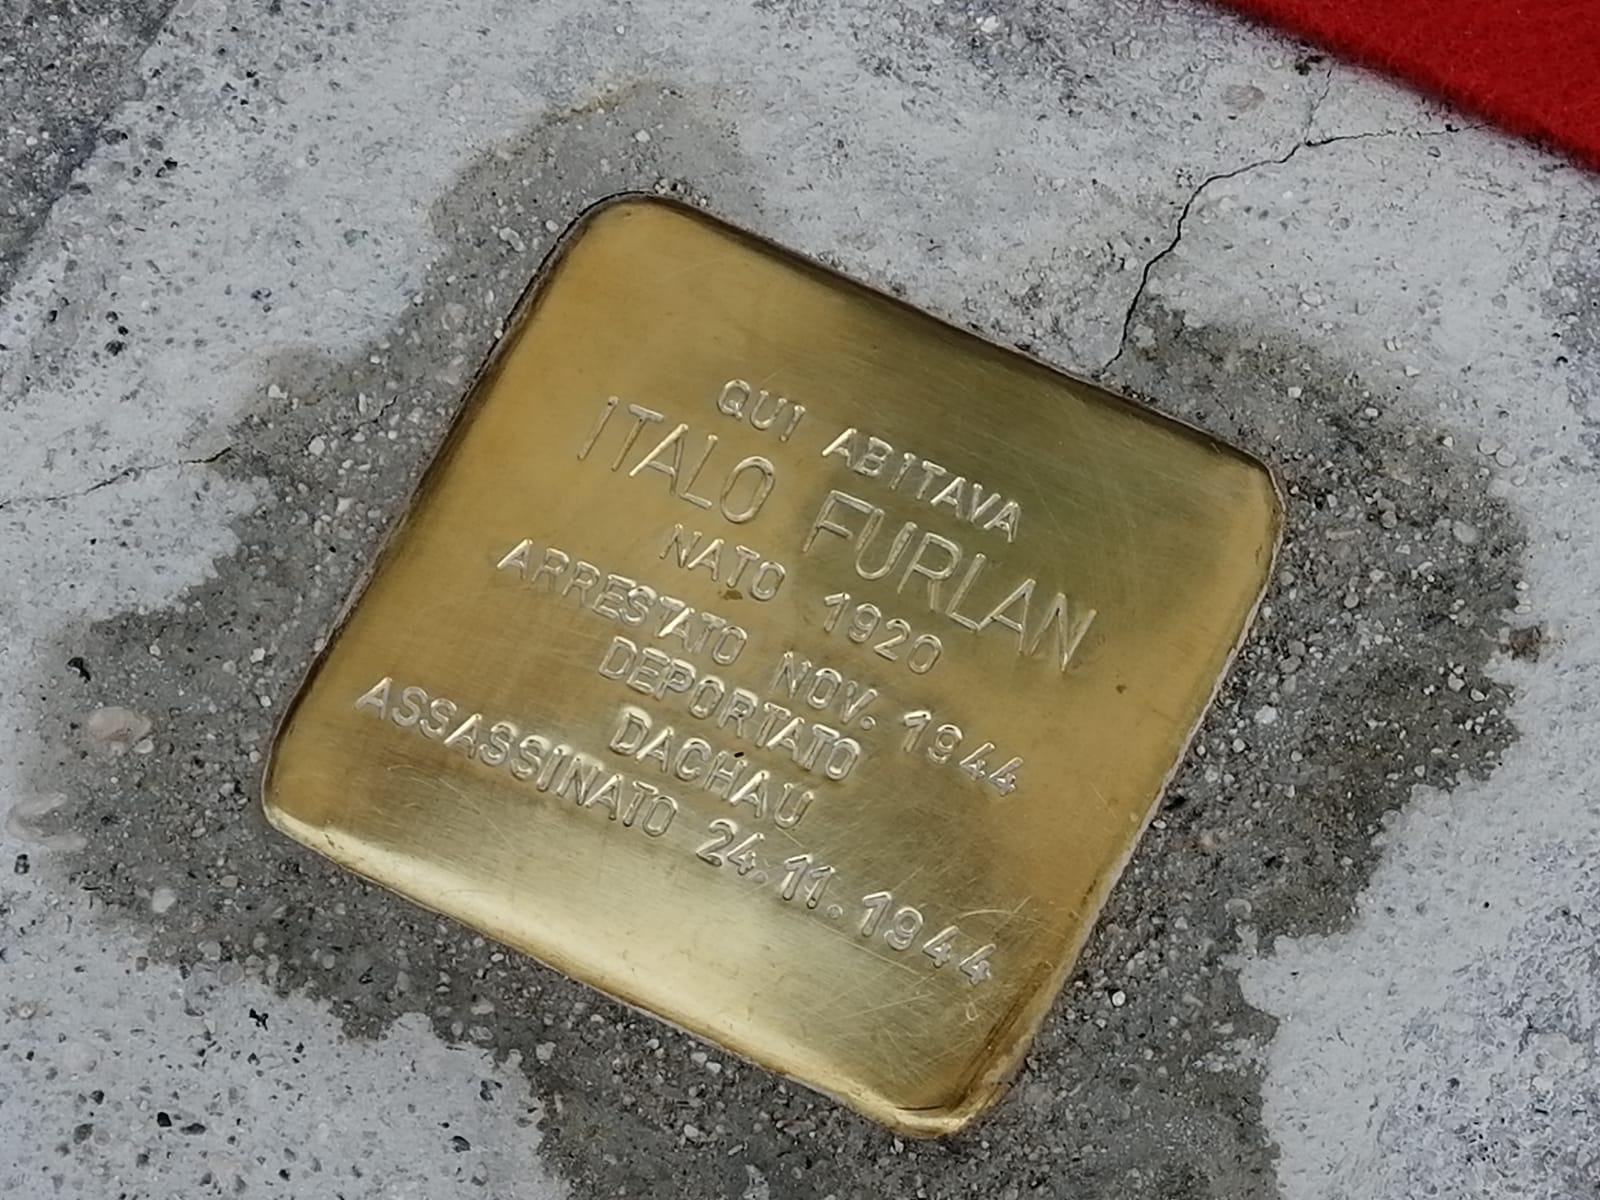 QUI ABITAVA
ITALO FURLAN
NATO 1920
ARRESTATO NOV. 1944
DEPORTATO
DACHAU
ASSASSINATO 24.11.1944